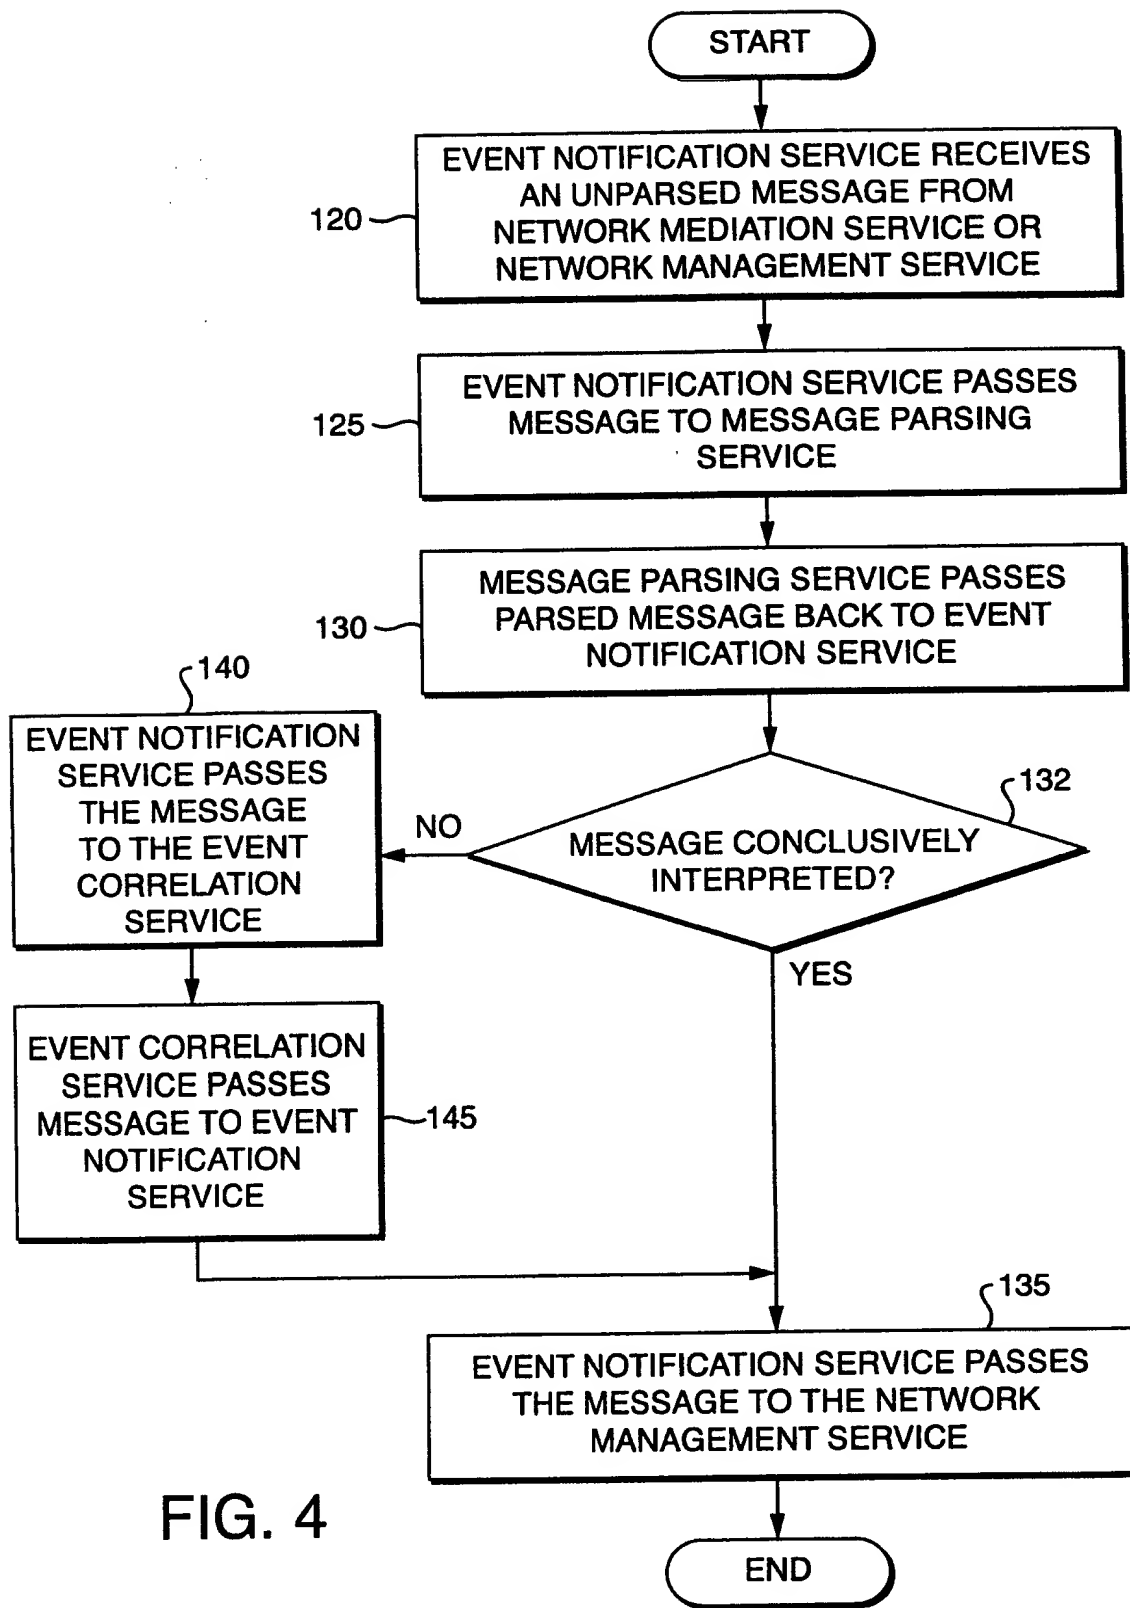 START
EVENT NOTIFICATION SERVICE RECEIVES
AN UNPARSED MESSAGE FROM
NETWORK MEDIATION SERVICE OR
NETWORK MANAGEMENT SERVICE
120
EVENT NOTIFICATION SERVICE PASSES
MESSAGE TO MESSAGE PARSING
SERVICE
125
MESSAGE PARSING SERVICE PASSES
PARSED MESSAGE BACK TO EVENT
NOTIFICATION SERVICE
130
140
EVENT NOTIFICATION
SERVICE PASSES
THE MESSAGE
TO THE EVENT
CORRELATION
SERVICE
NO
132
MESSAGE CONCLUSIVELY
INTERPRETED?
YES
EVENT CORRELATION
SERVICE PASSES
MESSAGE TO EVENT
NOTIFICATION
SERVICE
145
135
EVENT NOTIFICATION SERVICE PASSES
THE MESSAGE TO THE NETWORK
MANAGEMENT SERVICE
FIG. 4
END